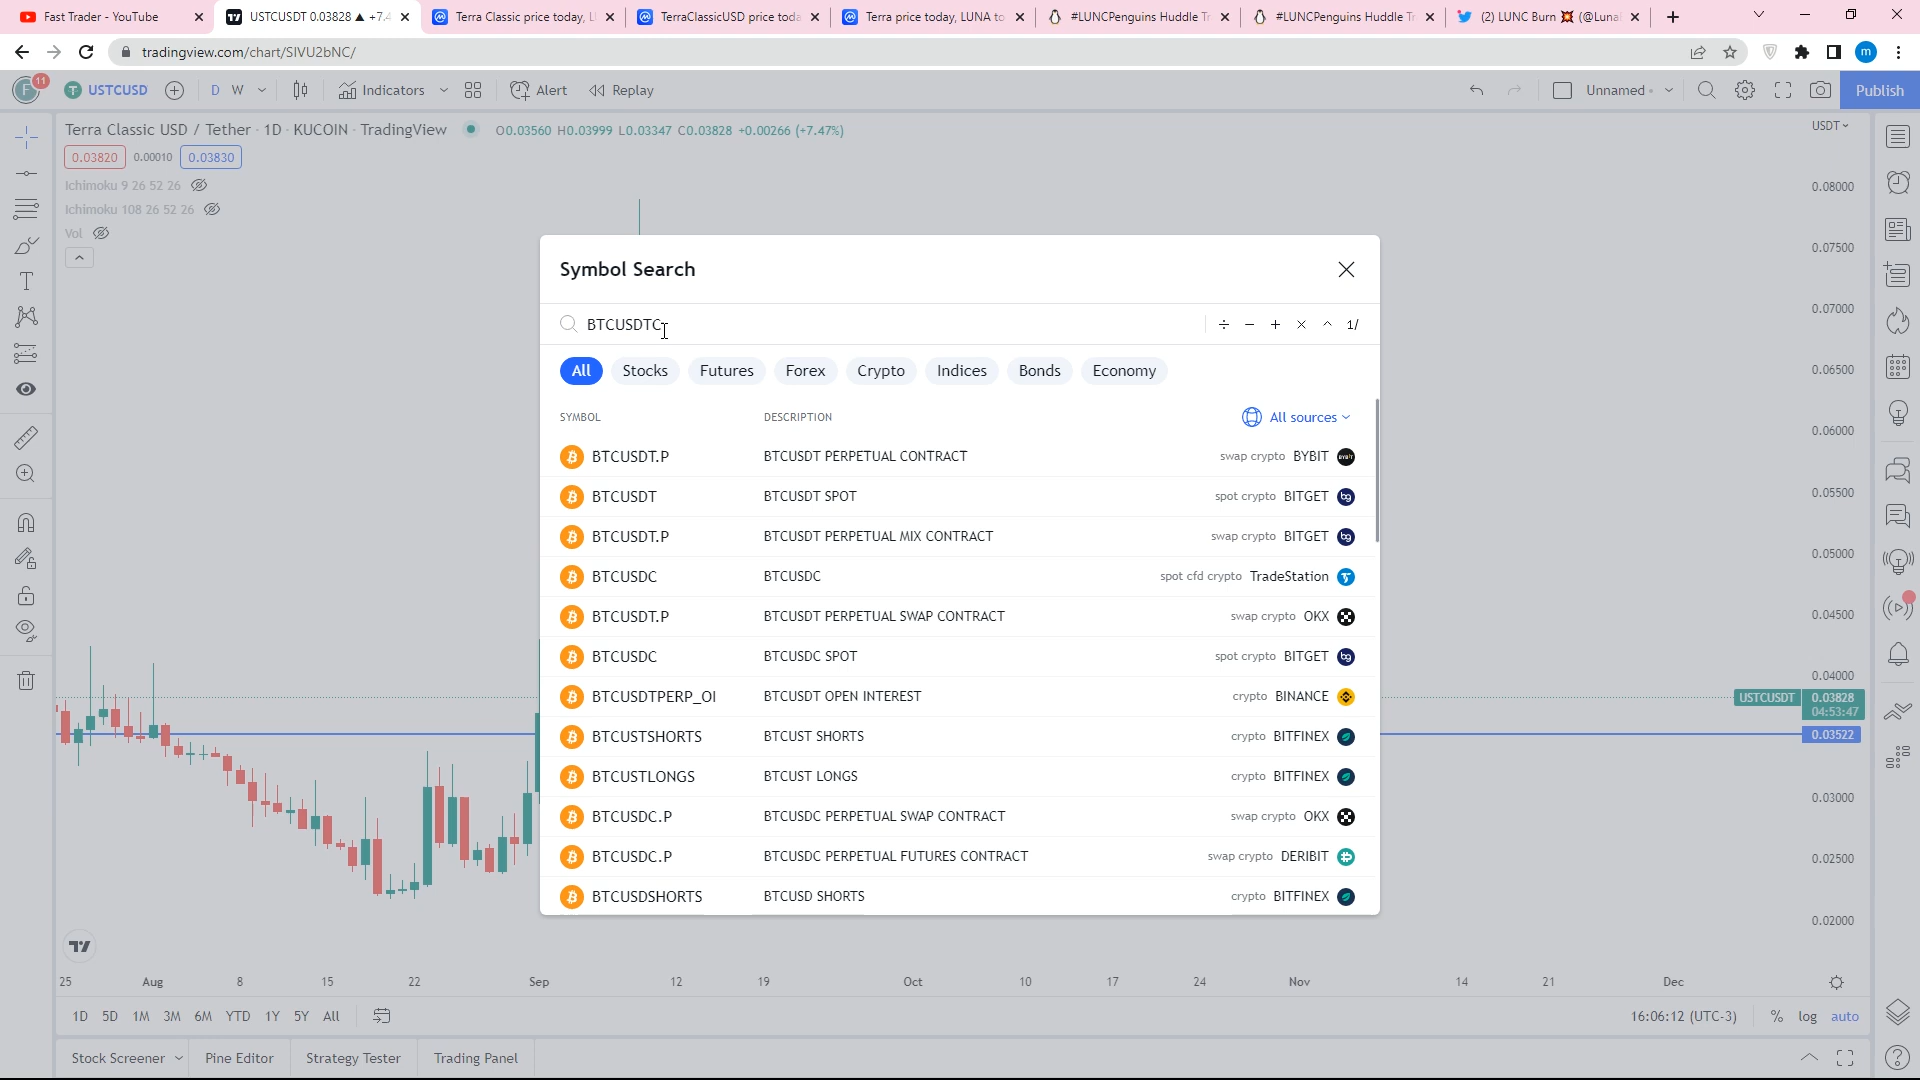 Fast Trader - YouTube
USTCUSDT 0.03828 ▲ +7.4
Terra Classic price today, L
TerraClassicUSD price toda
Terra price today, LUNA to
#LUNCPenguins Huddle Tr
#LUNCPenguins Huddle Tr
(2) LUNC Burn 💥 (@Luna
tradingview.com/chart/SIVU2bNC/
m
F
11
USTCUSD
D
W
Indicators
Alert
Replay
Unnamed
Publish
Terra Classic USD / Tether · 1D · KUCOIN · TradingView
O0.03560 H0.03999 L0.03347 C0.03828 +0.00266 (+7.47%)
USDT
0.03820 0.00010 0.03830
Ichimoku 9 26 52 26
Ichimoku 108 26 52 26
Vol
Symbol Search
BTCUSDTC
÷ − + × 1/
All Stocks Futures Forex Crypto Indices Bonds Economy
SYMBOL DESCRIPTION All sources
BTCUSDT.P BTCUSDT PERPETUAL CONTRACT swap crypto BYBIT
BTCUSDT BTCUSDT SPOT spot crypto BITGET
BTCUSDT.P BTCUSDT PERPETUAL MIX CONTRACT swap crypto BITGET
BTCUSDC BTCUSDC spot cfd crypto TradeStation
BTCUSDT.P BTCUSDT PERPETUAL SWAP CONTRACT swap crypto OKX
BTCUSDC BTCUSDC SPOT spot crypto BITGET
BTCUSDTPERP_OI BTCUSDT OPEN INTEREST crypto BINANCE
BTCUSTSHORTS BTCUST SHORTS crypto BITFINEX
BTCUSTLONGS BTCUST LONGS crypto BITFINEX
BTCUSDC.P BTCUSDC PERPETUAL SWAP CONTRACT swap crypto OKX
BTCUSDC.P BTCUSDC PERPETUAL FUTURES CONTRACT swap crypto DERIBIT
BTCUSDSHORTS BTCUSD SHORTS crypto BITFINEX
0.08000
0.07500
0.07000
0.06500
0.06000
0.05500
0.05000
0.04500
0.04000
USTCUSDT 0.03828
04:53:47
0.03522
0.03000
0.02500
0.02000
25 Aug 8 15 22 Sep 12 19 Oct 10 17 24 Nov 14 21 Dec
1D 5D 1M 3M 6M YTD 1Y 5Y All
16:06:12 (UTC-3) % log auto
Stock Screener Pine Editor Strategy Tester Trading Panel